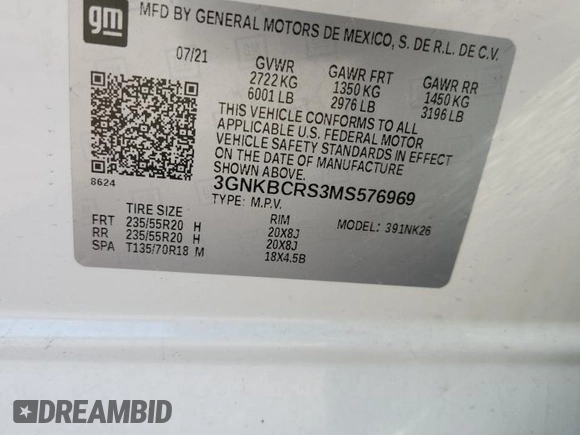 gm
MFD BY GENERAL MOTORS DE MEXICO, S. DE R.L. DE C.V.
07/21 GVWR GAWR FRT GAWR RR
2722 KG 1350 KG 1450 KG
6001 LB 2976 LB 3196 LB
THIS VEHICLE CONFORMS TO ALL
APPLICABLE U.S. FEDERAL MOTOR
VEHICLE SAFETY STANDARDS IN EFFECT
ON THE DATE OF MANUFACTURE
SHOWN ABOVE.
8624
3GNKBCRS3MS576969
TYPE: M.P.V. MODEL: 391NK26
TIRE SIZE RIM
FRT 235/55R20 H 20X8J
RR 235/55R20 H 20X8J
SPA T135/70R18 M 18X4.5B
DREAMBID